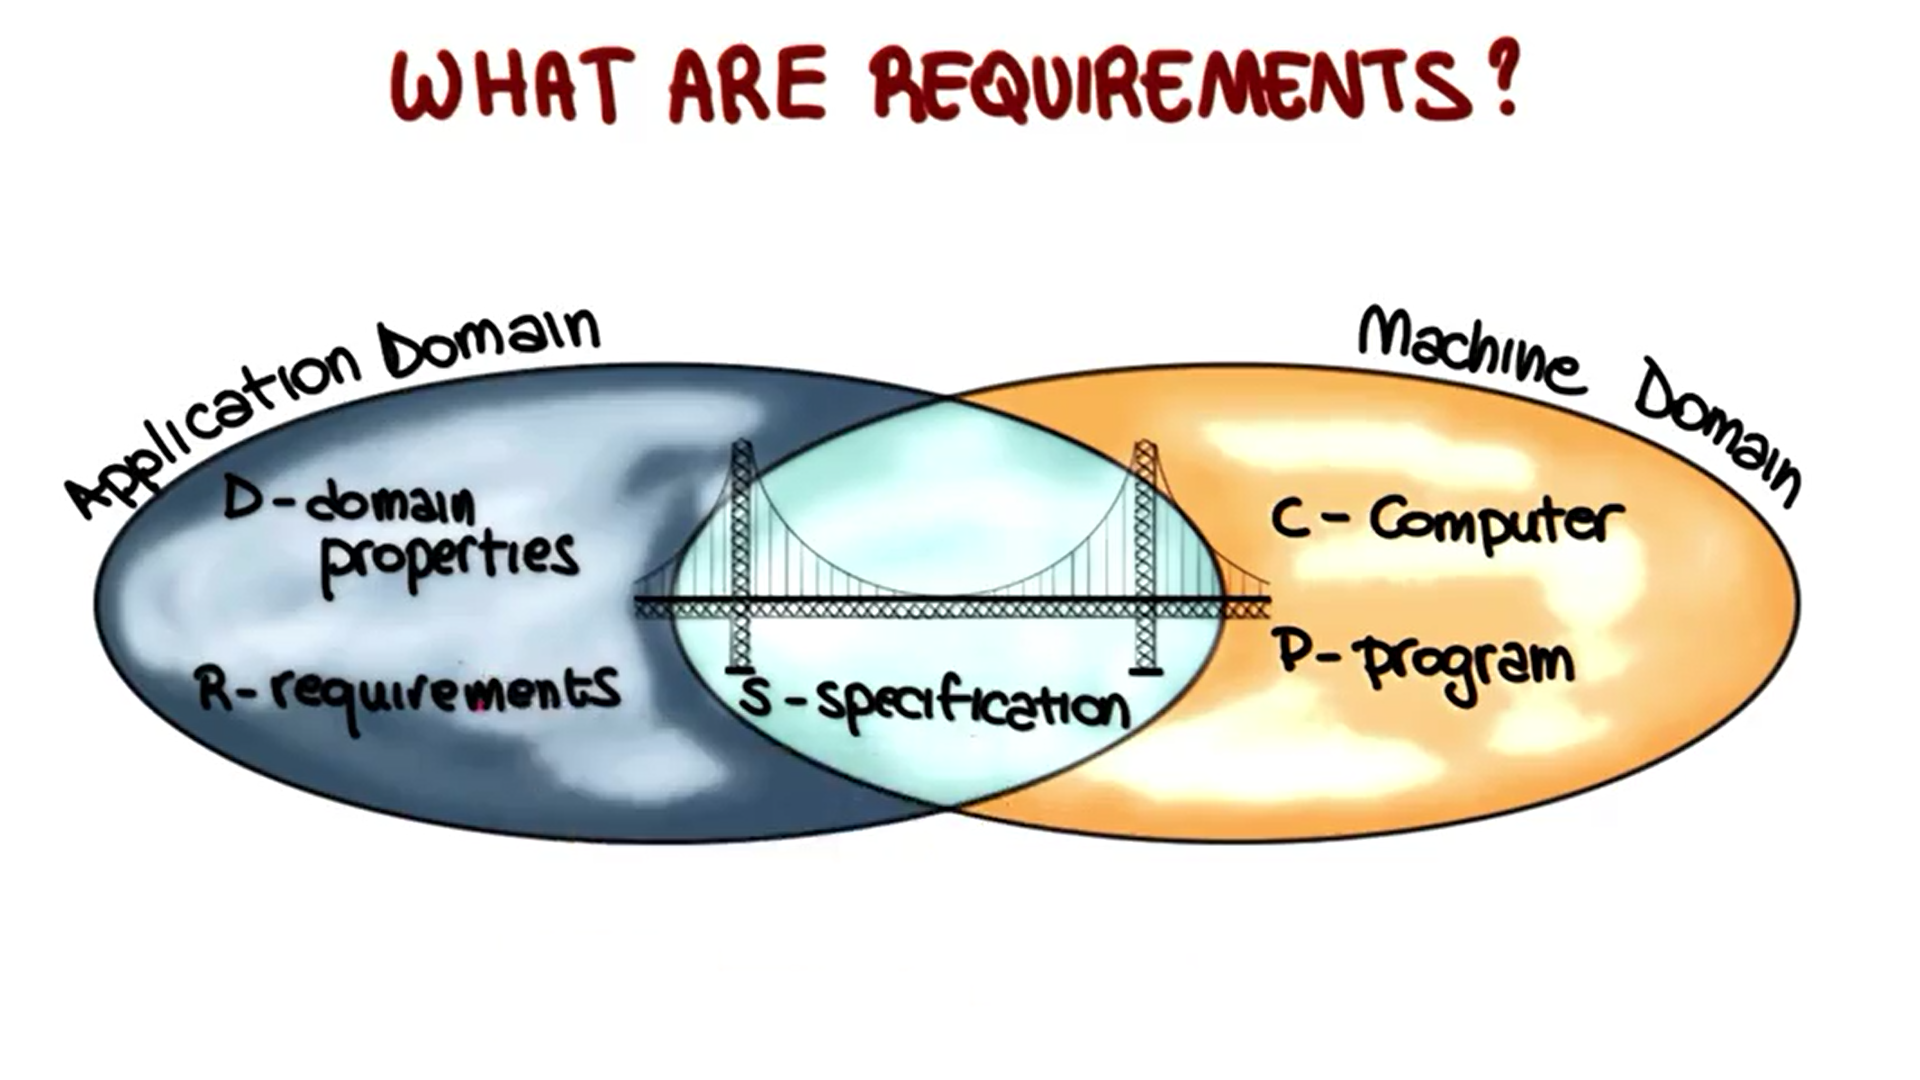 WHAT ARE REQUIREMENTS?
Application Domain
Machine Domain
D - domain
properties
R - requirements
S - specification
C - Computer
P - program